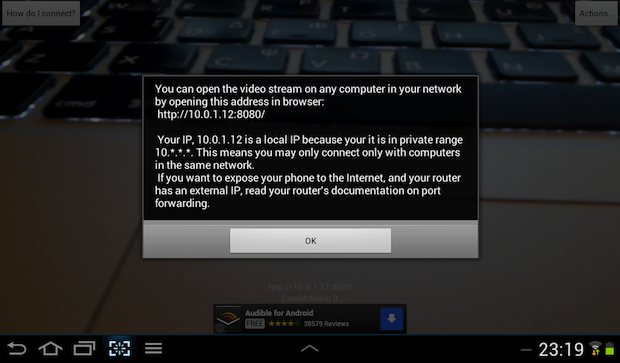 How do I connect?
Actions...
You can open the video stream on any computer in your network
by opening this address in browser:
http://10.0.1.12:8080/
Your IP, 10.0.1.12 is a local IP because your it is in private range
10.*.*.*. This means you may only connect only with computers
in the same network.
If you want to expose your phone to the Internet, and your router
has an external IP, read your router's documentation on port
forwarding.
OK
http://10.0.1.12:8080
Connections: 0
Audible for Android
FREE 38579 Reviews
23:19